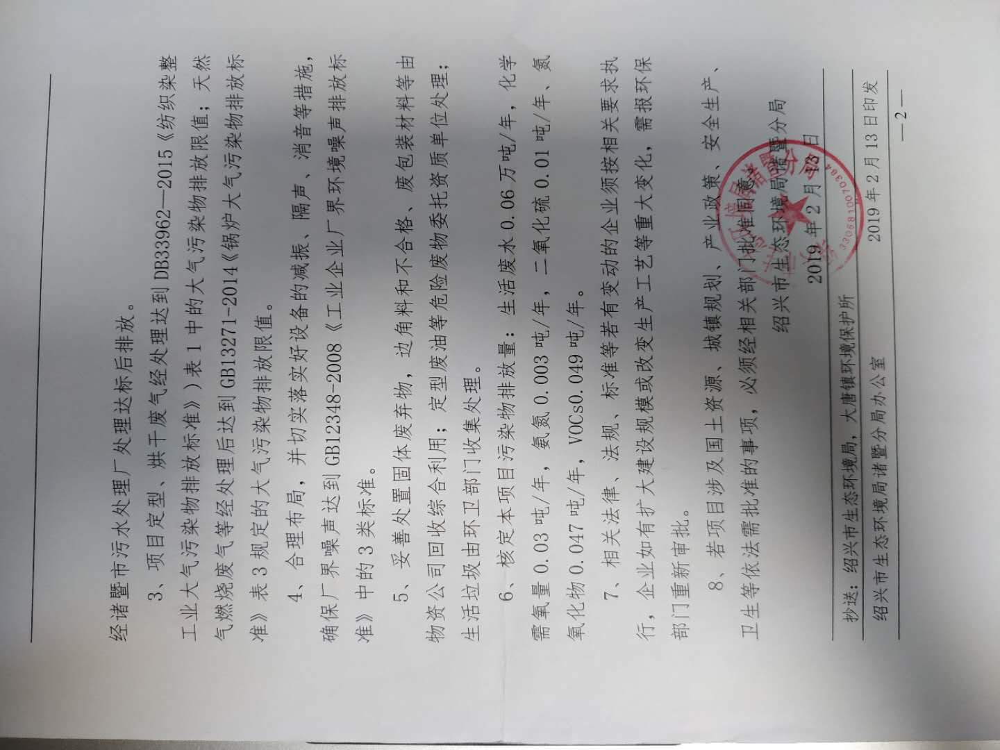 经诸暨市污水处理厂处理达标后排放。
3、项目定型、烘干废气经处理达到DB33962—2015《纺织染整
工业大气污染物排放标准》)表1中的大气污染物排放限值；天然
气燃烧废气等经处理后达到GB13271-2014《锅炉大气污染物排放标
准》表3规定的大气污染物排放限值。
4、合理布局，并切实落实好设备的减振、隔声、消音等措施，
确保厂界噪声达到GB12348-2008《工业企业厂界环境噪声排放标
准》中的3类标准。
5、妥善处置固体废弃物，边角料和不合格、废包装材料等由
物资公司回收综合利用；定型废油等危险废物委托资质单位处理；
生活垃圾由环卫部门收集处理。
6、核定本项目污染物排放量：生活废水0.06万吨/年，化学
需氧量0.03吨/年，氨氮0.003吨/年，二氧化硫0.01吨/年、氮
氧化物0.047吨/年，VOCs0.049吨/年。
7、相关法律、法规、标准等若有变动的企业须按相关要求执
行，企业如有扩大建设规模或改变生产工艺等重大变化，需报环保
部门重新审批。
8、若项目涉及国土资源、城镇规划、产业政策、安全生产、
卫生等依法需批准的事项，必须经相关部门批准同意。
绍兴市生态环境局诸暨分局
2019年2月13日
3306810070384
抄送：绍兴市生态环境局，大唐镇环境保护所
绍兴市生态环境局诸暨分局办公室 2019年2月13日印发
—2—